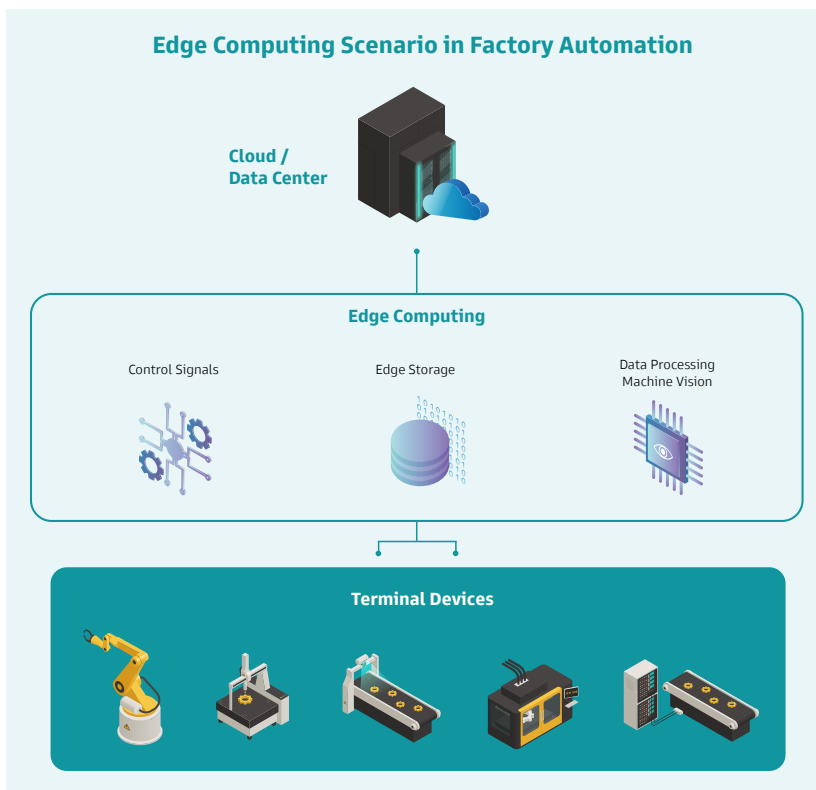 Edge Computing Scenario in Factory Automation
Cloud /
Data Center
Edge Computing
Control Signals
Edge Storage
Data Processing
Machine Vision
Terminal Devices